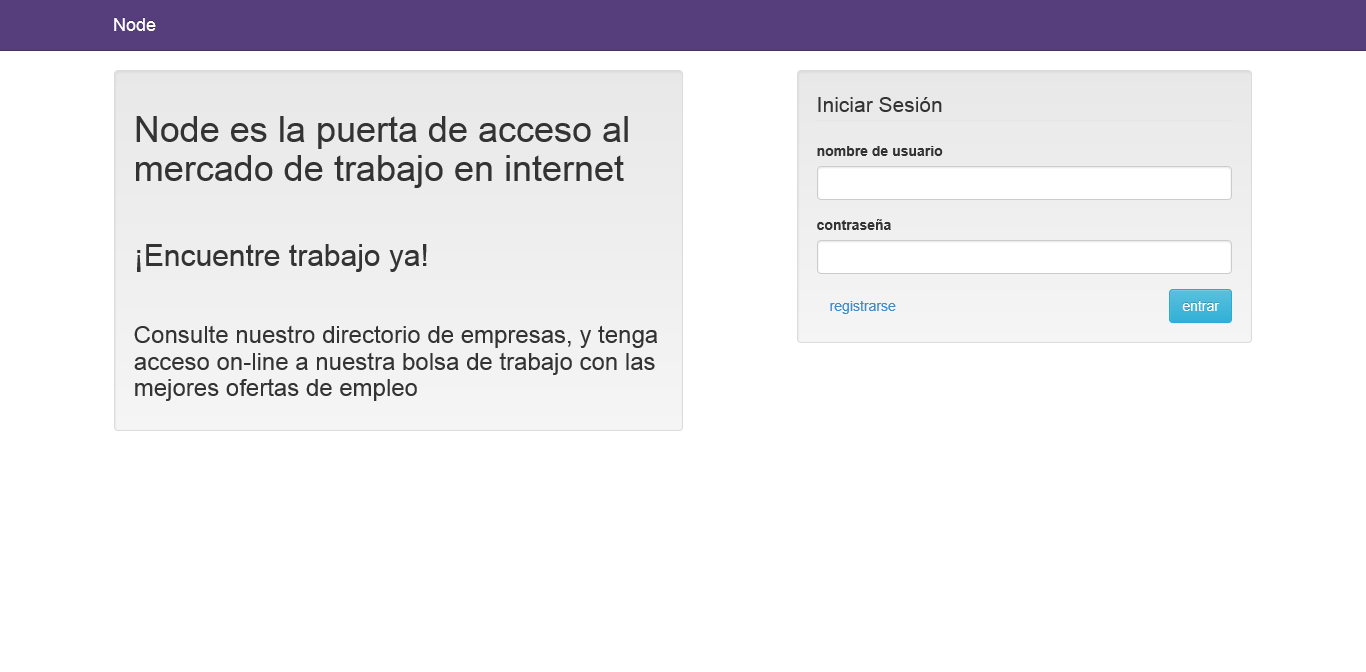 Node
Node es la puerta de acceso al
mercado de trabajo en internet
¡Encuentre trabajo ya!
Consulte nuestro directorio de empresas, y tenga
acceso on-line a nuestra bolsa de trabajo con las
mejores ofertas de empleo
Iniciar Sesión
nombre de usuario
contraseña
registrarse
entrar